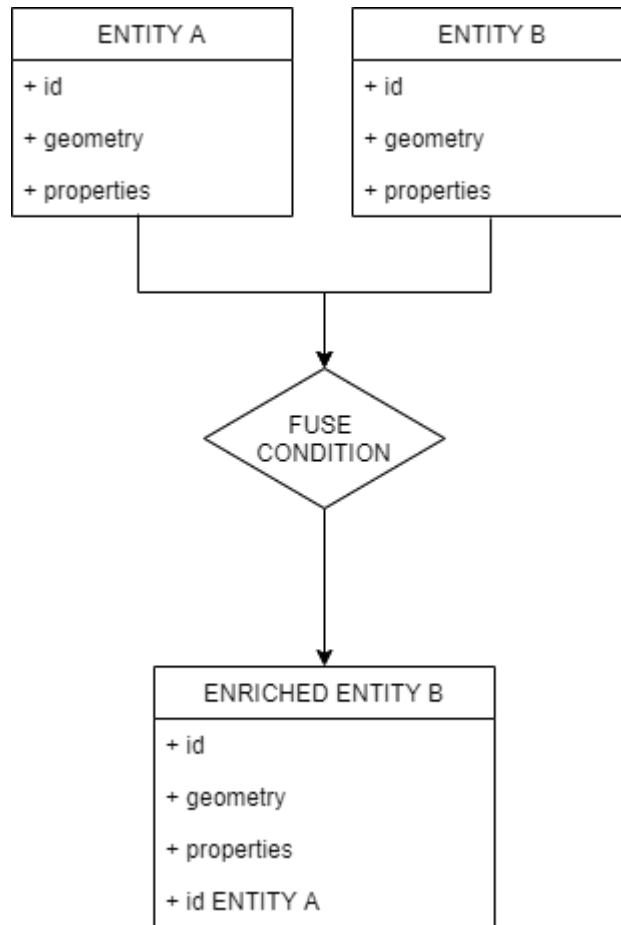 ENTITY A
+ id
+ geometry
+ properties
ENTITY B
+ id
+ geometry
+ properties
FUSE
CONDITION
ENRICHED ENTITY B
+ id
+ geometry
+ properties
+ id ENTITY A